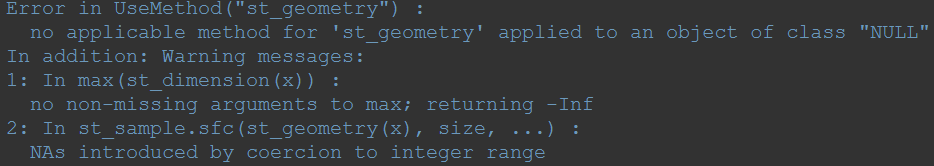 Error in UseMethod("st_geometry") :
no applicable method for 'st_geometry' applied to an object of class "NULL"
In addition: Warning messages:
1: In max(st_dimension(x)) :
no non-missing arguments to max; returning -Inf
2: In st_sample.sfc(st_geometry(x), size, ...) :
NAs introduced by coercion to integer range